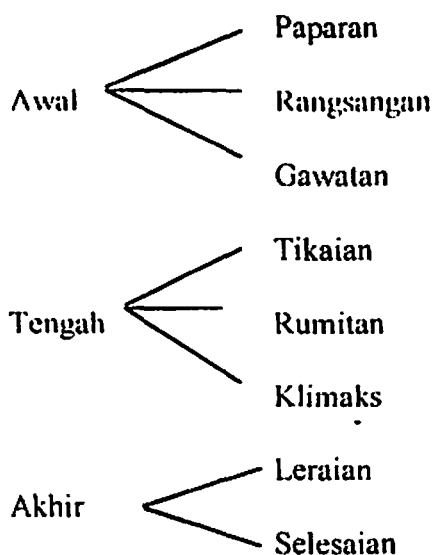 Paparan
Awal
Rangsangan
Gawatan
Tikaian
Tengah
Rumitan
Klimaks
Leraian
Akhir
Selesaian